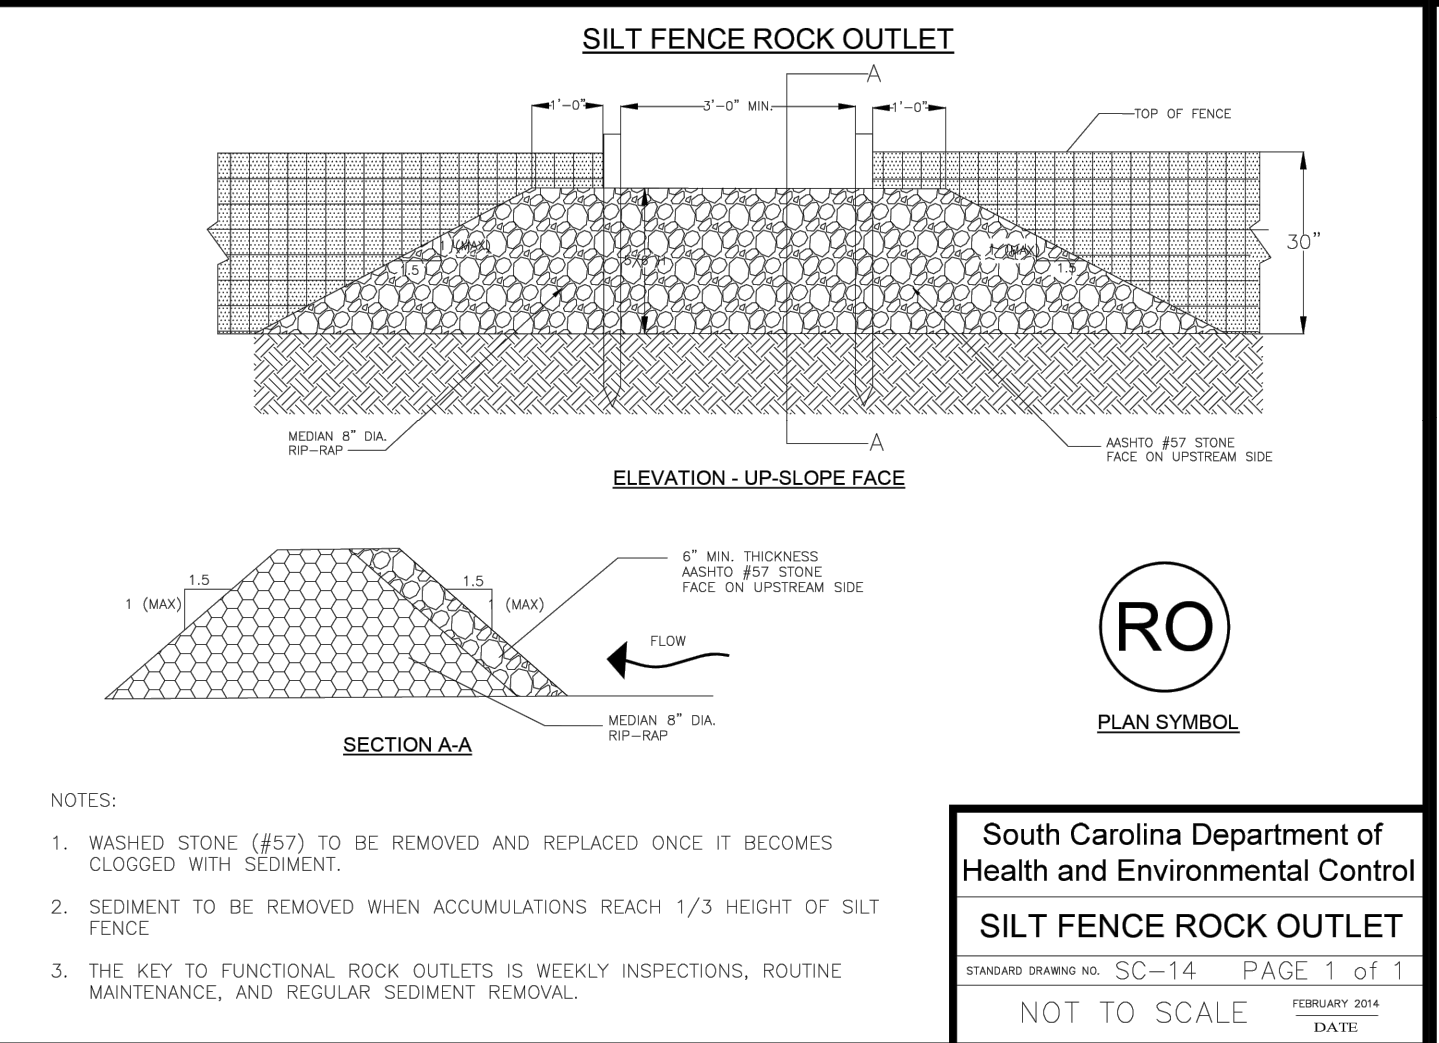 SILT FENCE ROCK OUTLET
A
1'-0"
3'-0" MIN.
1'-0"
TOP OF FENCE
1 (MAX)
1.5
1 (MAX)
1.5
30"
MEDIAN 8" DIA.
RIP-RAP
A
AASHTO #57 STONE
FACE ON UPSTREAM SIDE
ELEVATION - UP-SLOPE FACE
1.5
1 (MAX)
1.5
1 (MAX)
6" MIN. THICKNESS
AASHTO #57 STONE
FACE ON UPSTREAM SIDE
FLOW
MEDIAN 8" DIA.
RIP-RAP
SECTION A-A
RO
PLAN SYMBOL
NOTES:
1. WASHED STONE (#57) TO BE REMOVED AND REPLACED ONCE IT BECOMES
CLOGGED WITH SEDIMENT.
2. SEDIMENT TO BE REMOVED WHEN ACCUMULATIONS REACH 1/3 HEIGHT OF SILT
FENCE
3. THE KEY TO FUNCTIONAL ROCK OUTLETS IS WEEKLY INSPECTIONS, ROUTINE
MAINTENANCE, AND REGULAR SEDIMENT REMOVAL.
South Carolina Department of
Health and Environmental Control
SILT FENCE ROCK OUTLET
STANDARD DRAWING NO. SC-14 PAGE 1 of 1
NOT TO SCALE
FEBRUARY 2014
DATE